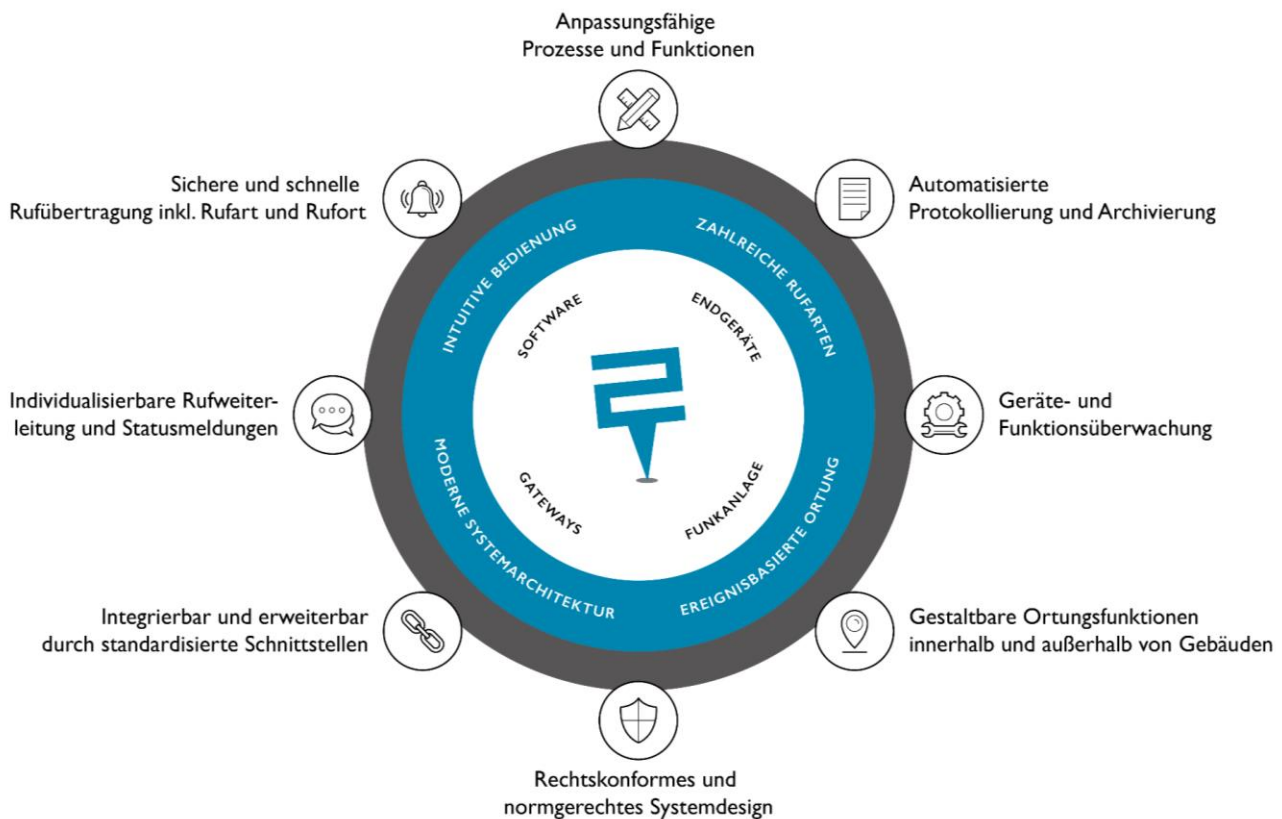 Anpassungsfähige
Prozesse und Funktionen
Sichere und schnelle
Rufübertragung inkl. Rufart und Rufort
Automatisierte
Protokollierung und Archivierung
INTUITIVE BEDIENUNG
ZAHLREICHE RUFARTEN
SOFTWARE
ENDGERÄTE
Individualisierbare Rufweiter-
leitung und Statusmeldungen
Geräte- und
Funktionsüberwachung
GATEWAYS
FUNKANLAGE
MODERNE SYSTEMARCHITEKTUR
EREIGNISBASIERTE ORTUNG
Integrierbar und erweiterbar
durch standardisierte Schnittstellen
Gestaltbare Ortungsfunktionen
innerhalb und außerhalb von Gebäuden
Rechtskonformes und
normgerechtes Systemdesign